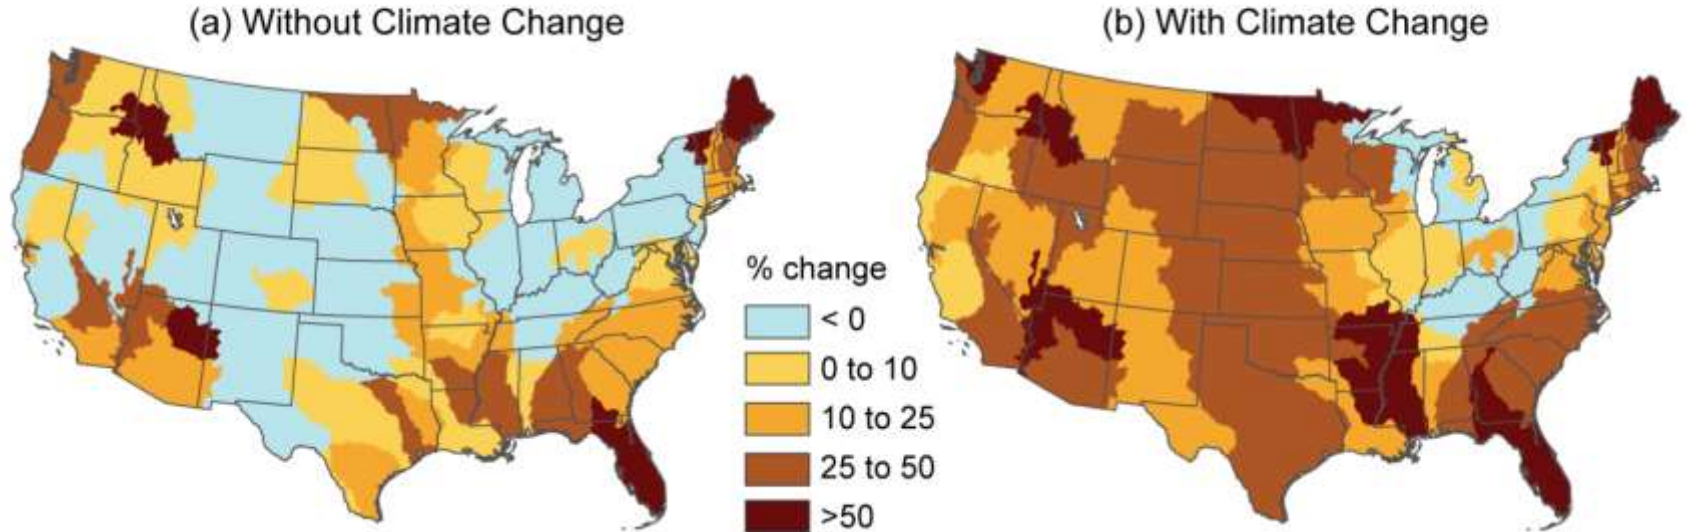 (a) Without Climate Change
(b) With Climate Change
% change
< 0
0 to 10
10 to 25
25 to 50
>50